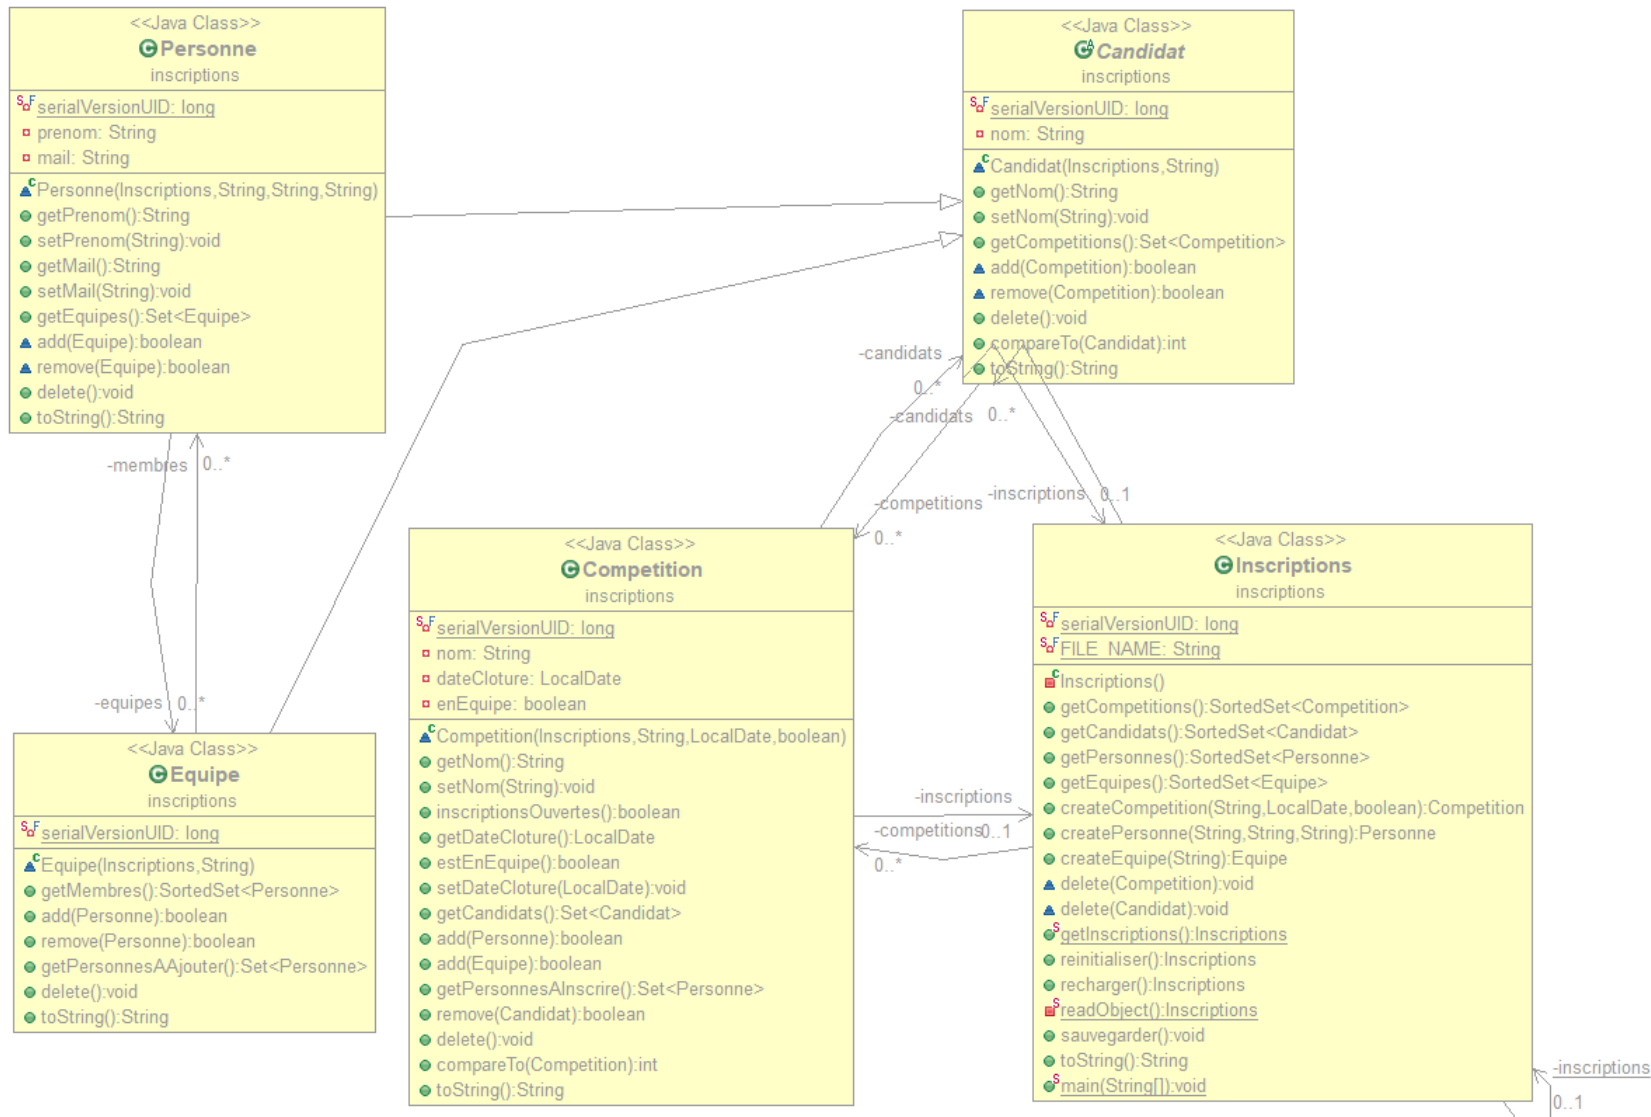 <<Java Class>>
Personne
inscriptions
serialVersionUID: long
prenom: String
mail: String
Personne(Inscriptions,String,String,String)
getPrenom():String
setPrenom(String):void
getMail():String
setMail(String):void
getEquipes():Set<Equipe>
add(Equipe):boolean
remove(Equipe):boolean
delete():void
toString():String
<<Java Class>>
Candidat
inscriptions
serialVersionUID: long
nom: String
Candidat(Inscriptions,String)
getNom():String
setNom(String):void
getCompetitions():Set<Competition>
add(Competition):boolean
remove(Competition):boolean
delete():void
compareTo(Candidat):int
toString():String
-candidats
0..*
-candidats 0..*
-membres 0..*
-competitions
0..*
-inscriptions 0..1
-equipes 0..*
<<Java Class>>
Equipe
inscriptions
serialVersionUID: long
Equipe(Inscriptions,String)
getMembres():SortedSet<Personne>
add(Personne):boolean
remove(Personne):boolean
getPersonnesAAjouter():Set<Personne>
delete():void
toString():String
<<Java Class>>
Competition
inscriptions
serialVersionUID: long
nom: String
dateCloture: LocalDate
enEquipe: boolean
Competition(Inscriptions,String,LocalDate,boolean)
getNom():String
setNom(String):void
inscriptionsOuvertes():boolean
getDateCloture():LocalDate
estEnEquipe():boolean
setDateCloture(LocalDate):void
getCandidats():Set<Candidat>
add(Personne):boolean
add(Equipe):boolean
getPersonnesAInscrire():Set<Personne>
remove(Candidat):boolean
delete():void
compareTo(Competition):int
toString():String
-inscriptions
-competitions 0..1
0..*
<<Java Class>>
Inscriptions
inscriptions
serialVersionUID: long
FILE_NAME: String
Inscriptions()
getCompetitions():SortedSet<Competition>
getCandidats():SortedSet<Candidat>
getPersonnes():SortedSet<Personne>
getEquipes():SortedSet<Equipe>
createCompetition(String,LocalDate,boolean):Competition
createPersonne(String,String,String):Personne
createEquipe(String):Equipe
delete(Competition):void
delete(Candidat):void
getInscriptions():Inscriptions
reinitialiser():Inscriptions
recharger():Inscriptions
readObject():Inscriptions
sauvegarder():void
toString():String
main(String[]):void
-inscriptions
0..1